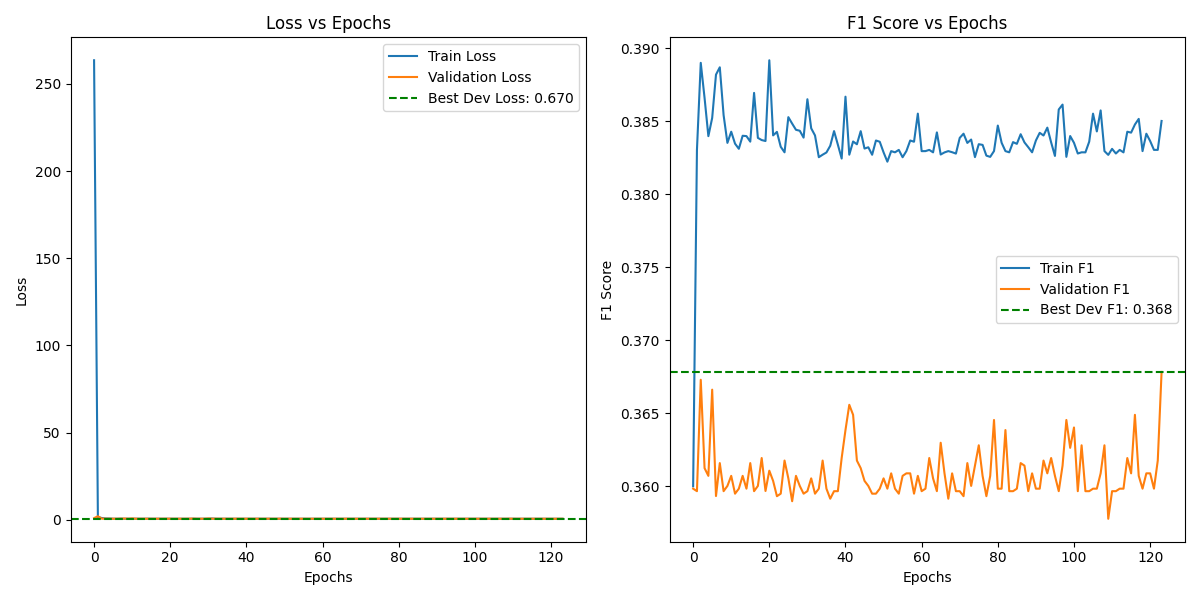 Loss vs Epochs
Train Loss
Validation Loss
Best Dev Loss: 0.670
250
200
150
100
50
0
Loss
0 20 40 60 80 100 120
Epochs
F1 Score vs Epochs
0.390
0.385
0.380
0.375
0.370
0.365
0.360
F1 Score
Train F1
Validation F1
Best Dev F1: 0.368
0 20 40 60 80 100 120
Epochs